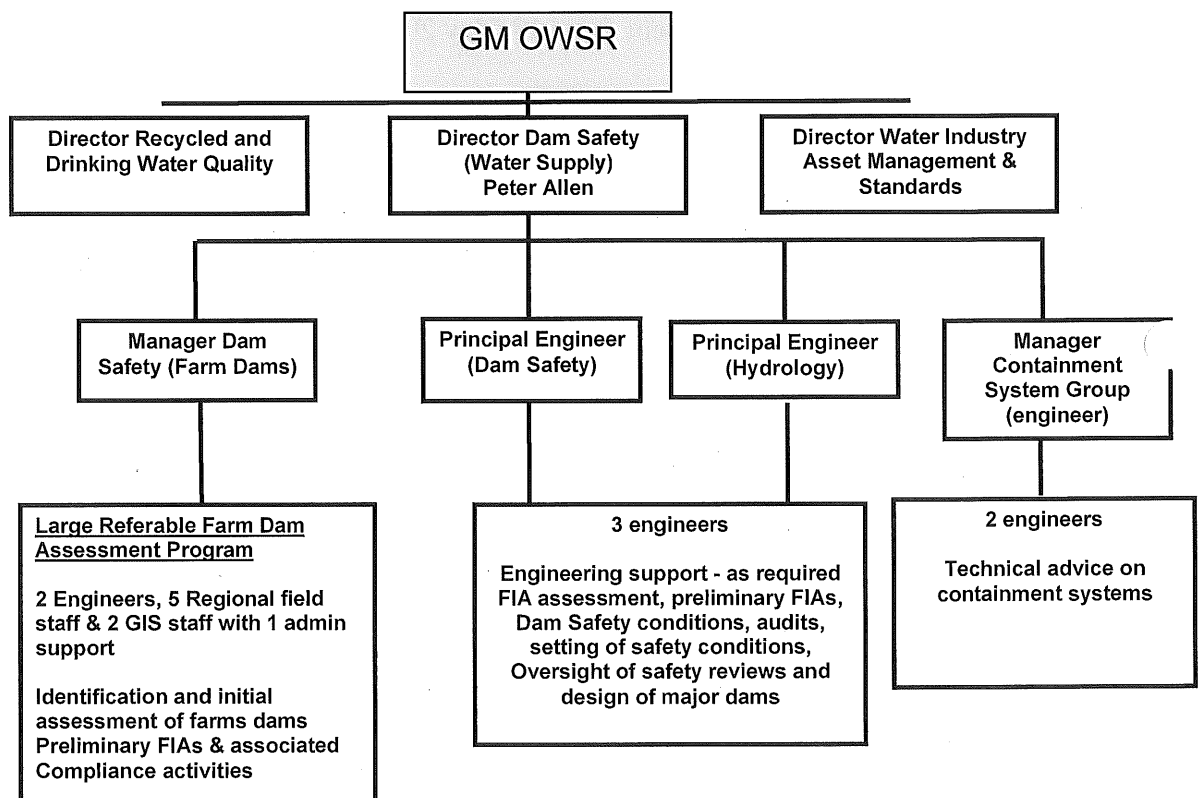 GM OWSR
Director Recycled and
Drinking Water Quality
Director Dam Safety
(Water Supply)
Peter Allen
Director Water Industry
Asset Management &
Standards
Manager Dam
Safety (Farm Dams)
Principal Engineer
(Dam Safety)
Principal Engineer
(Hydrology)
Manager
Containment
System Group
(engineer)
Large Referable Farm Dam
Assessment Program
2 Engineers, 5 Regional field
staff & 2 GIS staff with 1 admin
support
Identification and initial
assessment of farms dams
Preliminary FIAs & associated
Compliance activities
3 engineers
Engineering support - as required
FIA assessment, preliminary FIAs,
Dam Safety conditions, audits,
setting of safety conditions,
Oversight of safety reviews and
design of major dams
2 engineers
Technical advice on
containment systems